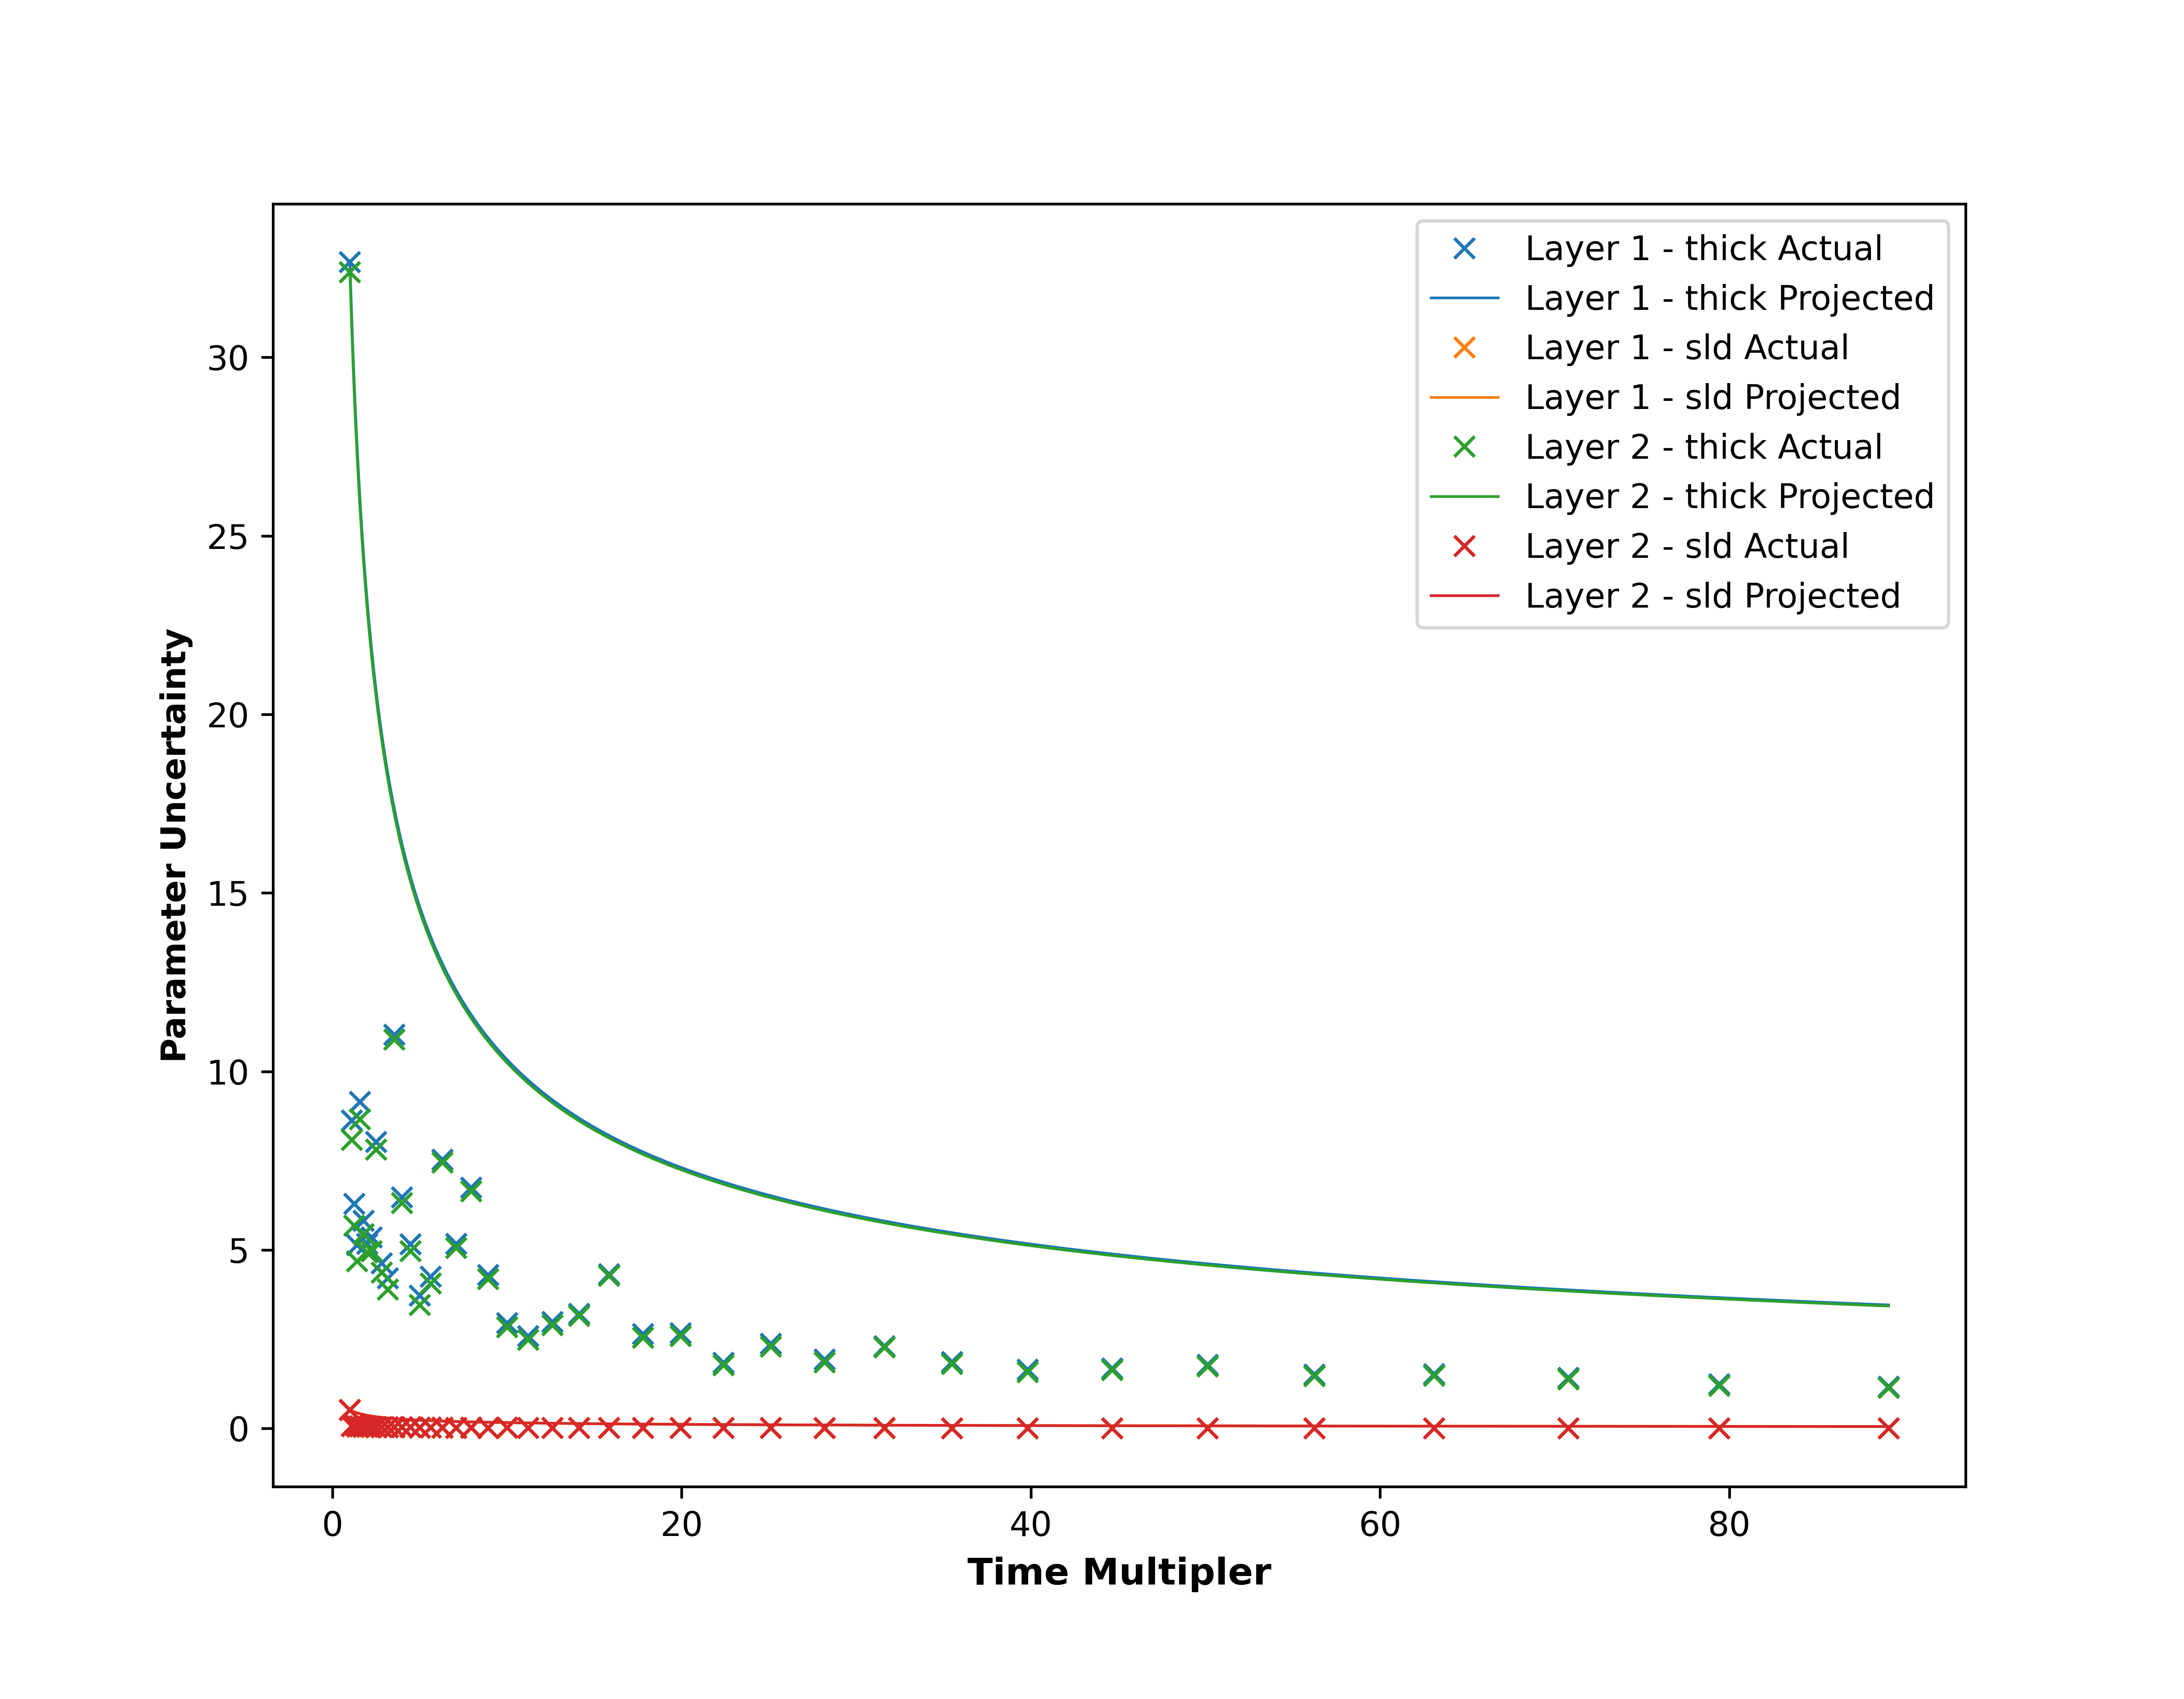 Layer 1 - thick Actual
Layer 1 - thick Projected
Layer 1 - sld Actual
Layer 1 - sld Projected
Layer 2 - thick Actual
Layer 2 - thick Projected
Layer 2 - sld Actual
Layer 2 - sld Projected
30
25
20
15
10
5
0
Parameter Uncertainty
0 20 40 60 80
Time Multipler